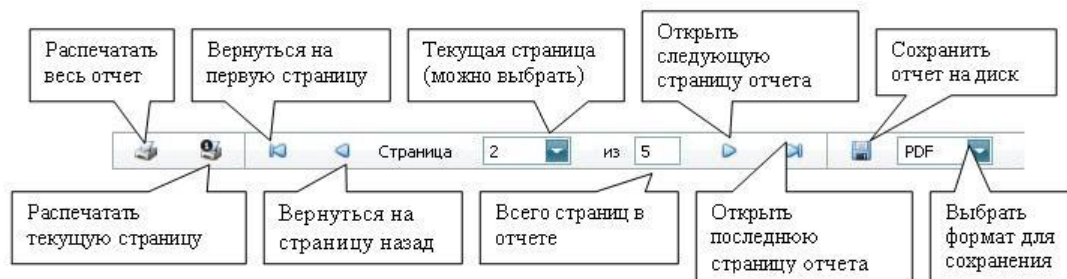 Распечатать
весь отчет
Вернуться на
первую страницу
Текущая страница
(можно выбрать)
Открыть
следующую
страницу отчета
Сохранить
отчет на диск
Страница 2 из 5 PDF
Распечатать
текущую страницу
Вернуться на
страницу назад
Всего страниц в
отчете
Открыть
последнюю
страницу отчета
Выбрать
формат для
сохранения